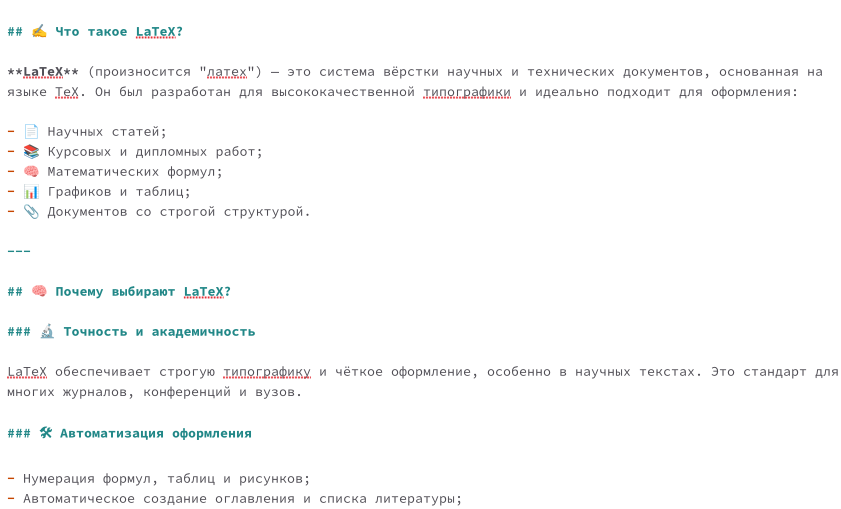 ## ✍️ Что такое LaTeX?
**LaTeX** (произносится "латех") — это система вёрстки научных и технических документов, основанная на
языке TeX. Он был разработан для высококачественной типографики и идеально подходит для оформления:
- 📄 Научных статей;
- 📚 Курсовых и дипломных работ;
- 🧠 Математических формул;
- 📊 Графиков и таблиц;
- 📎 Документов со строгой структурой.
---
## 🧠 Почему выбирают LaTeX?
### 🔬 Точность и академичность
LaTeX обеспечивает строгую типографику и чёткое оформление, особенно в научных текстах. Это стандарт для
многих журналов, конференций и вузов.
### 🛠 Автоматизация оформления
- Нумерация формул, таблиц и рисунков;
- Автоматическое создание оглавления и списка литературы;